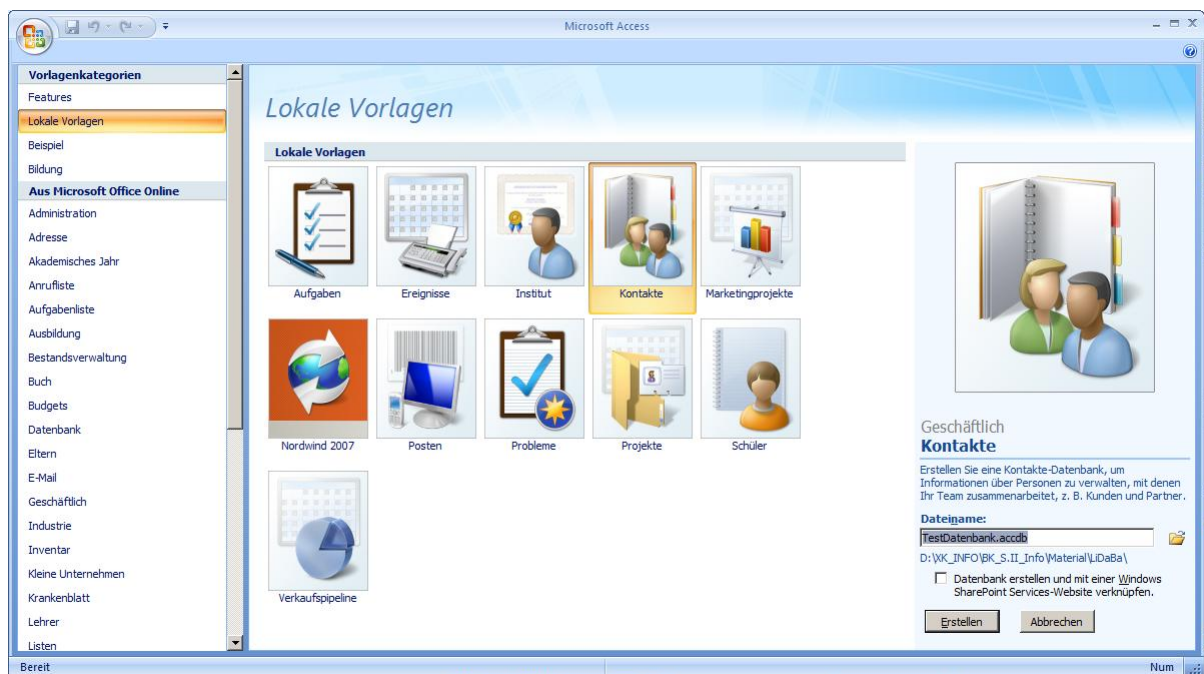 Microsoft Access
Vorlagenkategorien
Features
Lokale Vorlagen
Beispiel
Bildung
Aus Microsoft Office Online
Administration
Adresse
Akademisches Jahr
Anrufliste
Aufgabenliste
Ausbildung
Bestandsverwaltung
Buch
Budgets
Datenbank
Eltern
E-Mail
Geschäftlich
Industrie
Inventar
Kleine Unternehmen
Krankenblatt
Lehrer
Listen
Lokale Vorlagen
Lokale Vorlagen
Aufgaben
Ereignisse
Institut
Kontakte
Marketingprojekte
Nordwind 2007
Posten
Probleme
Projekte
Schüler
Verkaufspipeline
Geschäftlich
Kontakte
Erstellen Sie eine Kontakte-Datenbank, um
Informationen über Personen zu verwalten, mit denen
Ihr Team zusammenarbeitet, z. B. Kunden und Partner.
Dateiname:
TestDatenbank.accdb
D:\XK_INFO\BK_S.II_Info\Material\LiDaBa\
Datenbank erstellen und mit einer Windows
SharePoint Services-Website verknüpfen.
Erstellen
Abbrechen
Bereit
Num